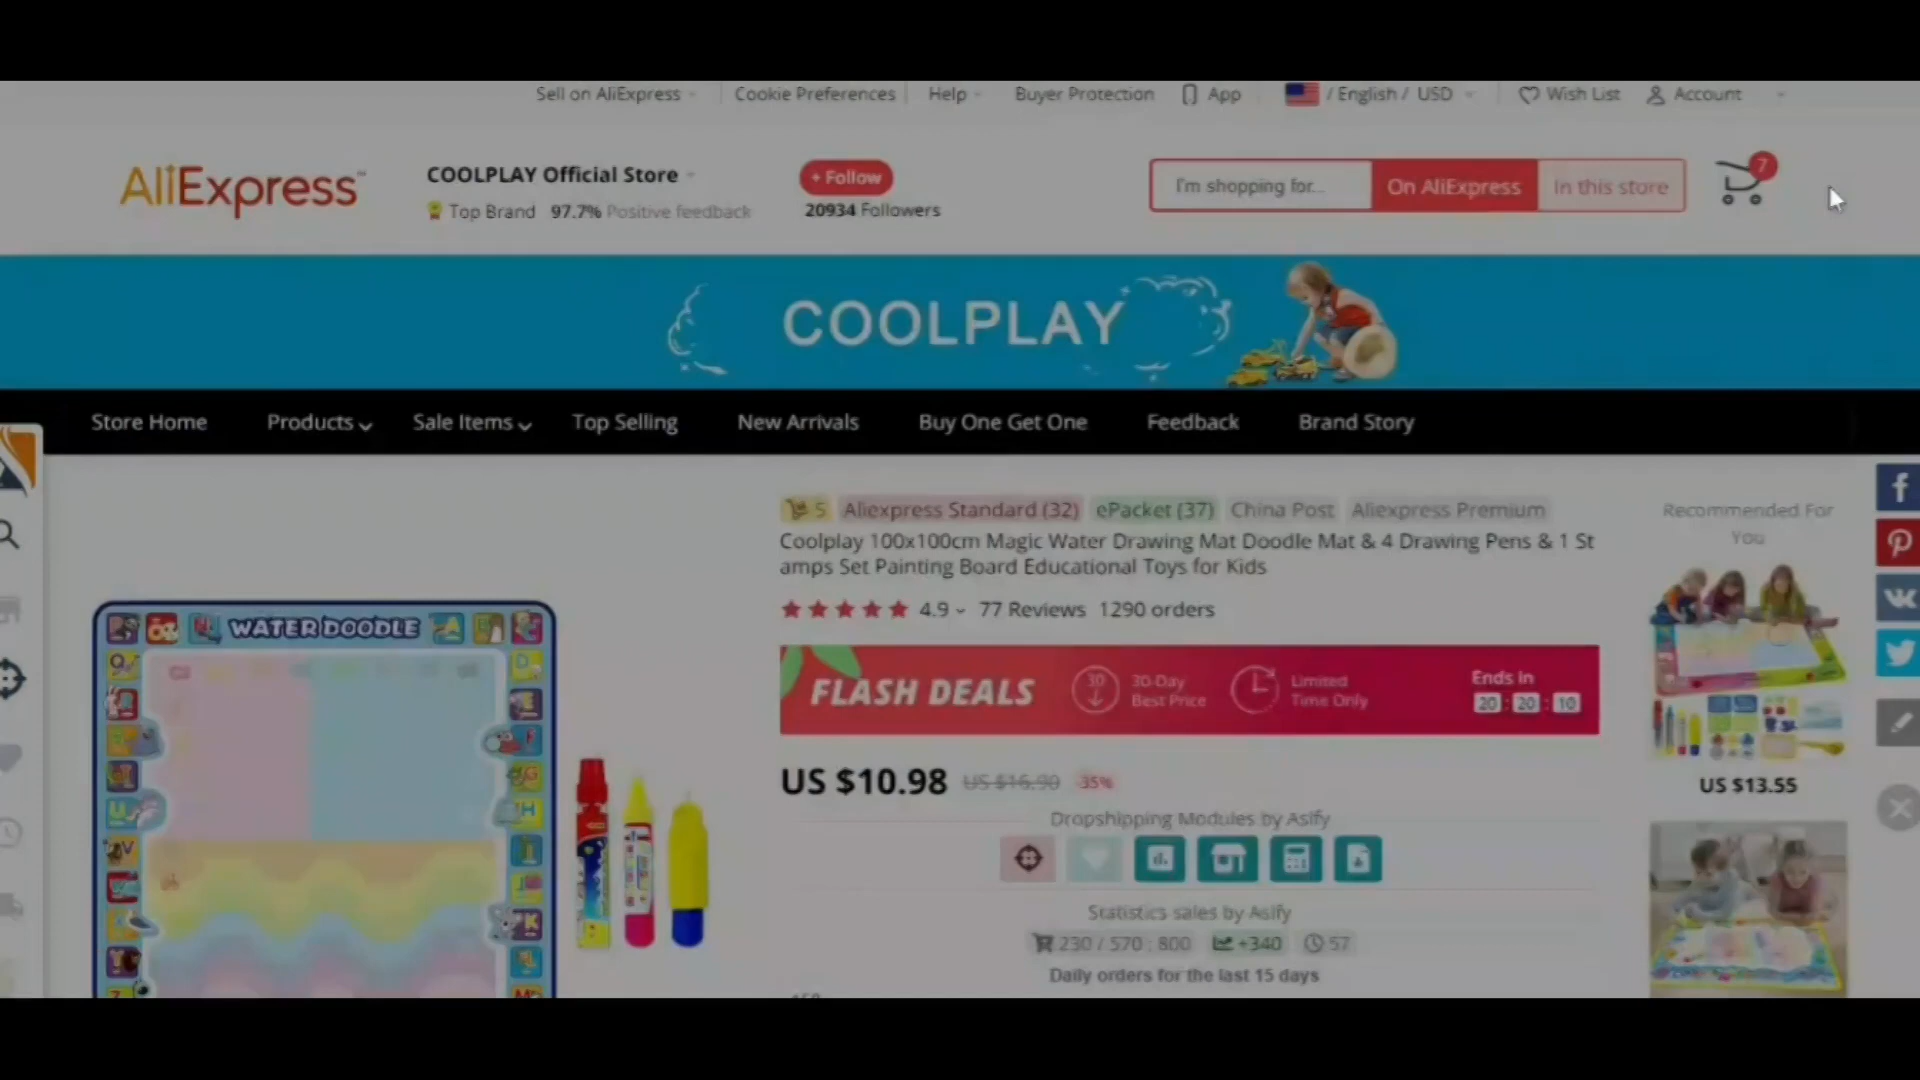 Sell on AliExpress
Cookie Preferences
Help
Buyer Protection
App
/ English / USD
Wish List
Account
AliExpress™
COOLPLAY Official Store
Top Brand 97.7% Positive feedback
+ Follow
20934 Followers
I'm shopping for...
On AliExpress
In this store
7
COOLPLAY
Store Home
Products
Sale Items
Top Selling
New Arrivals
Buy One Get One
Feedback
Brand Story
5 Aliexpress Standard (32) ePacket (37) China Post Aliexpress Premium
Coolplay 100x100cm Magic Water Drawing Mat Doodle Mat & 4 Drawing Pens & 1 St
amps Set Painting Board Educational Toys for Kids
4.9 77 Reviews 1290 orders
FLASH DEALS
30
30-Day
Best Price
Limited
Time Only
Ends In
20 : 20 : 10
US $10.98 US $16.90 -35%
Dropshipping Modules by Asify
Statistics sales by Asify
230 / 570 : 800 +340 57
Daily orders for the last 15 days
WATER DOODLE
Recommended For
You
US $13.55